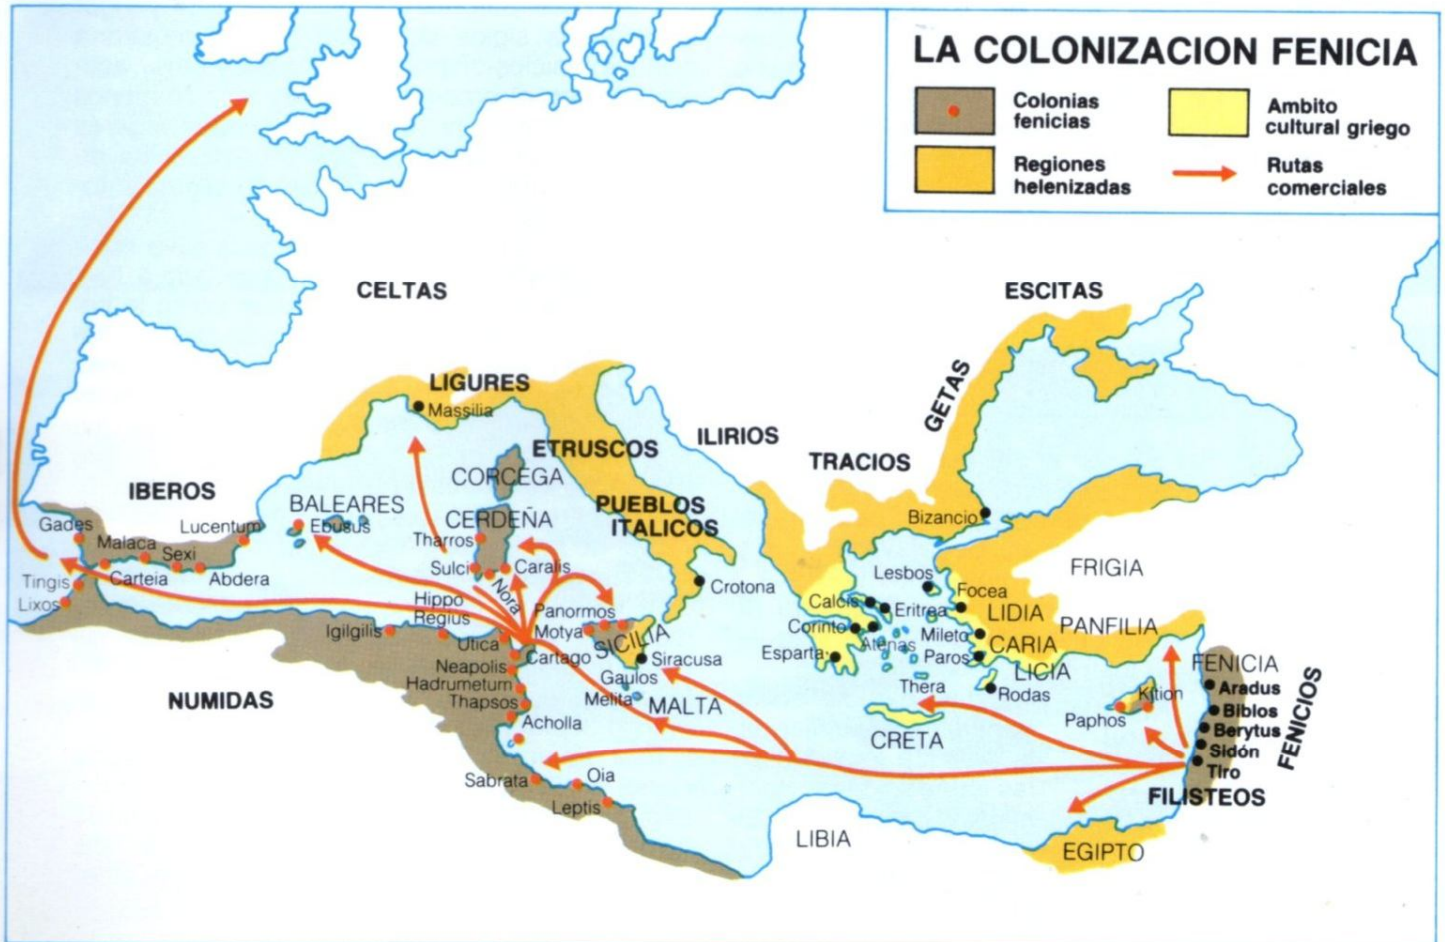 LA COLONIZACION FENICIA
Colonias
fenicias
Ambito
cultural griego
Regiones
helenizadas
Rutas
comerciales
CELTAS
ESCITAS
LIGURES
Massilia
GETAS
ETRUSCOS
ILIRIOS
TRACIOS
CORCEGA
IBEROS
BALEARES
PUEBLOS
ITALICOS
Gades
Lucentum
Ebusus
CERDEÑA
Bizancio
Malaca
Sexi
Tharros
Carteia
Abdera
Sulci
Caralis
Crotona
Lesbos
FRIGIA
Tingis
Lixos
Hippo
Regius
Nora
Panormos
Calcis
Eritrea
Focea
LIDIA
Igilgilis
Utica
Motya
SICILIA
Corinto
Atenas
Mileto
PANFILIA
CARIA
Cartago
Siracusa
Esparta
Paros
LICIA
FENICIA
Neapolis
Hadrumetum
Thapsos
Gaulos
Melita
MALTA
Thera
Rodas
Kition
Aradus
NUMIDAS
Acholla
CRETA
Paphos
Biblos
Berytus
Sidón
Tiro
FENICIOS
Sabrata
Oia
Leptis
FILISTEOS
LIBIA
EGIPTO